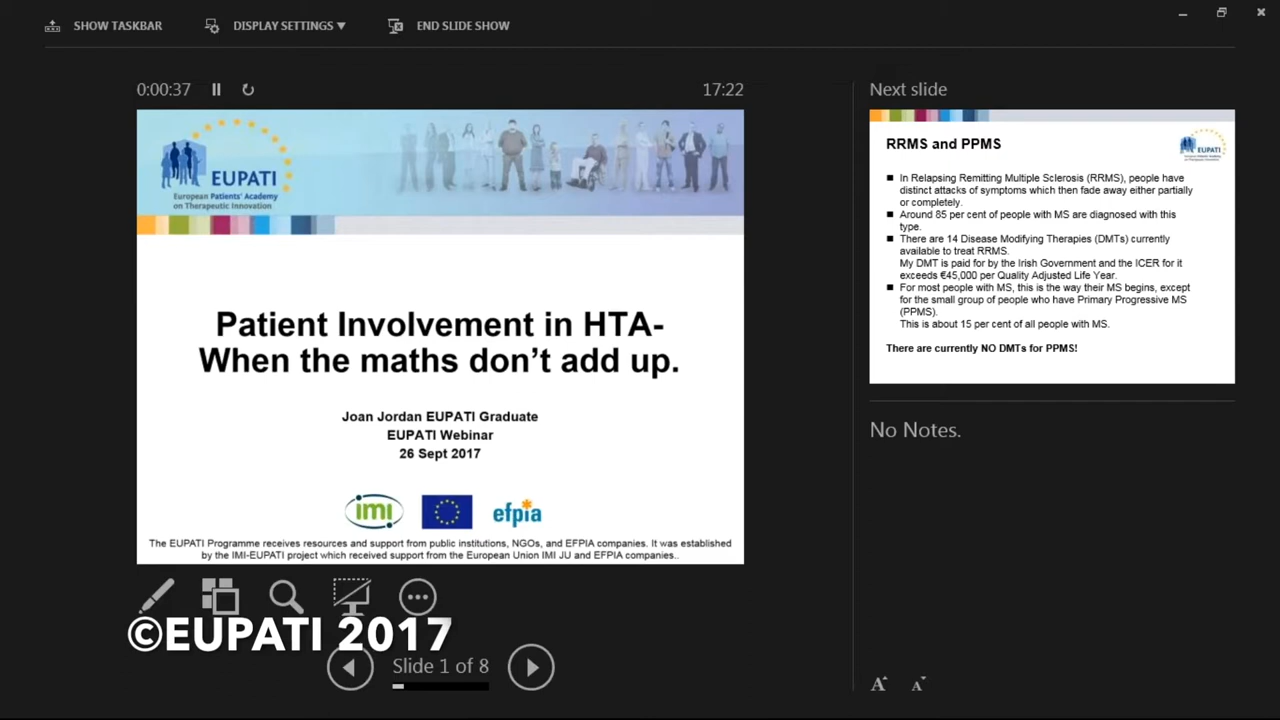 SHOW TASKBAR
DISPLAY SETTINGS ▼
END SLIDE SHOW
0:00:37
17:22
EUPATI
European Patients' Academy
on Therapeutic Innovation
Patient Involvement in HTA-
When the maths don't add up.
Joan Jordan EUPATI Graduate
EUPATI Webinar
26 Sept 2017
imi
efpia
The EUPATI Programme receives resources and support from public institutions, NGOs, and EFPIA companies. It was established
by the IMI-EUPATI project which received support from the European Union IMI JU and EFPIA companies..
©EUPATI 2017
Slide 1 of 8
Next slide
RRMS and PPMS
EUPATI
■ In Relapsing Remitting Multiple Sclerosis (RRMS), people have
distinct attacks of symptoms which then fade away either partially
or completely.
■ Around 85 per cent of people with MS are diagnosed with this
type.
■ There are 14 Disease Modifying Therapies (DMTs) currently
available to treat RRMS.
My DMT is paid for by the Irish Government and the ICER for it
exceeds €45,000 per Quality Adjusted Life Year.
■ For most people with MS, this is the way their MS begins, except
for the small group of people who have Primary Progressive MS
(PPMS).
This is about 15 per cent of all people with MS.
There are currently NO DMTs for PPMS!
No Notes.
A A